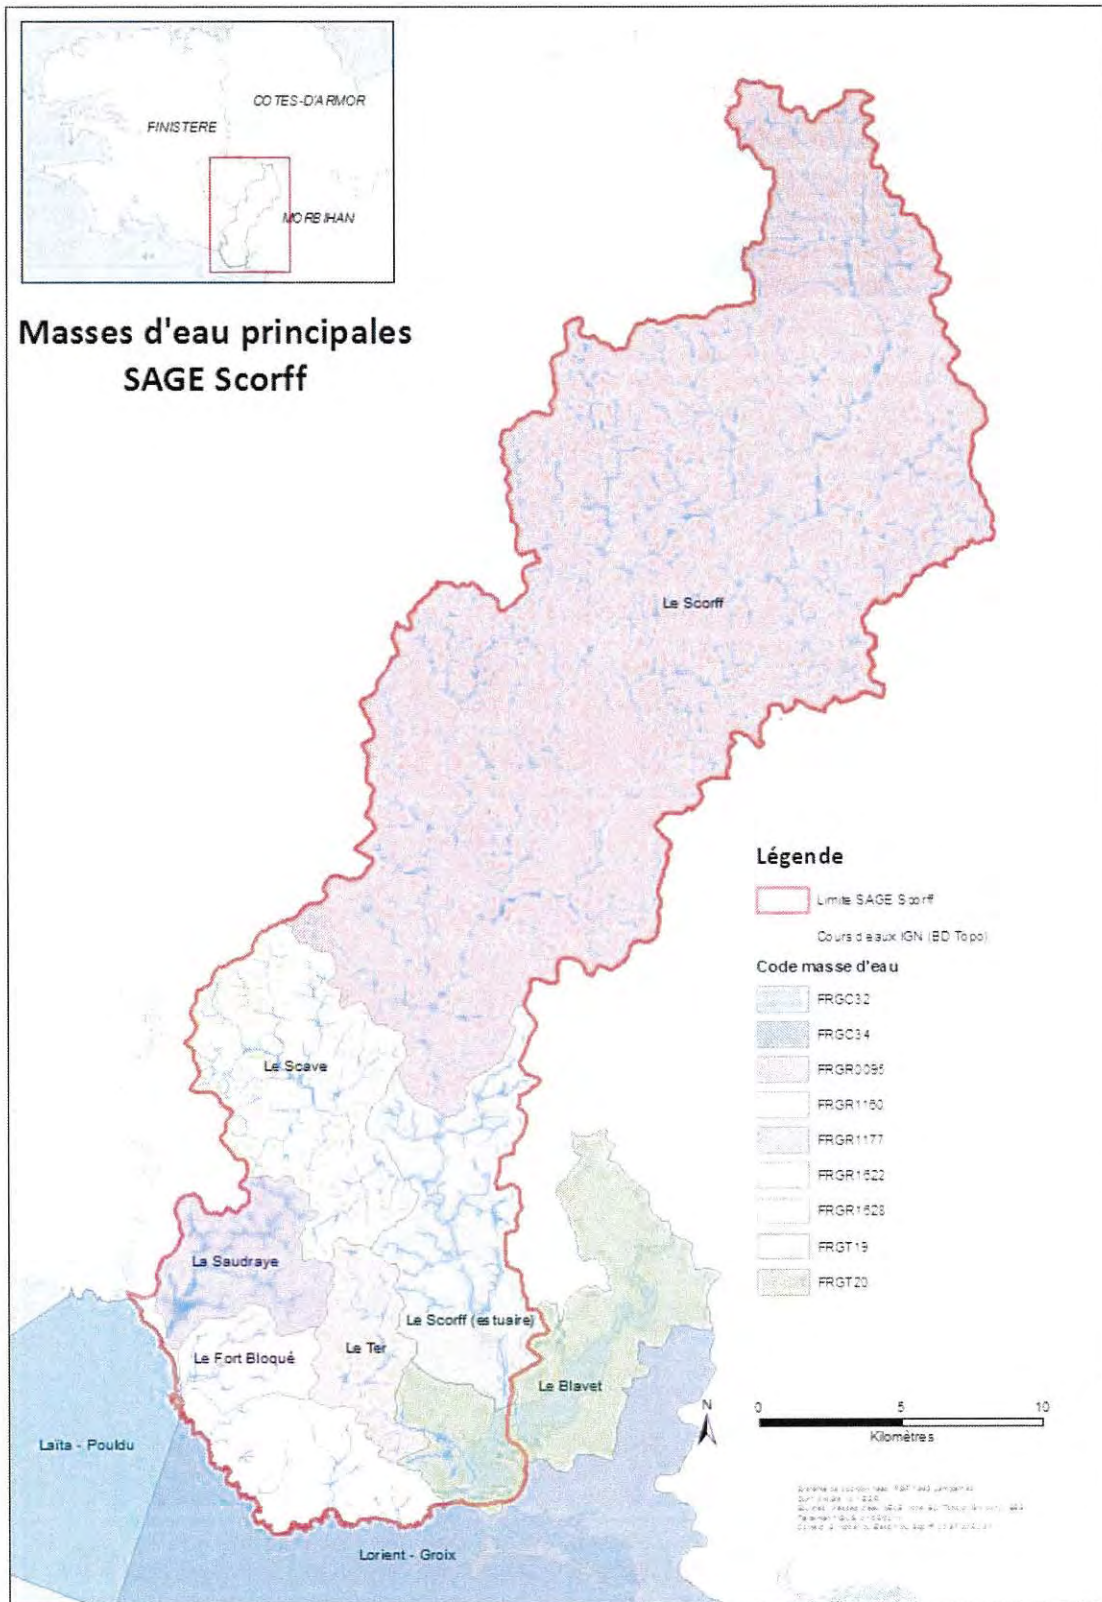 COTES-D'ARMOR
FINISTERE
MORBIHAN
Masses d'eau principales
SAGE Scorff
Le Scorff
Légende
Limite SAGE Scorff
Cours deaux IGN (BD Topo)
Code masse d'eau
FRGC32
FRGC34
FRGR0095
FRGR1160
FRGR1177
FRGR1622
FRGR1628
FRGT19
FRGT20
Le Scave
La Saudraye
Le Scorff (estuaire)
Le Fort Bloqué
Le Ter
Le Blavet
N
0 5 10
Kilomètres
Laïta - Pouldu
Lorient - Groix